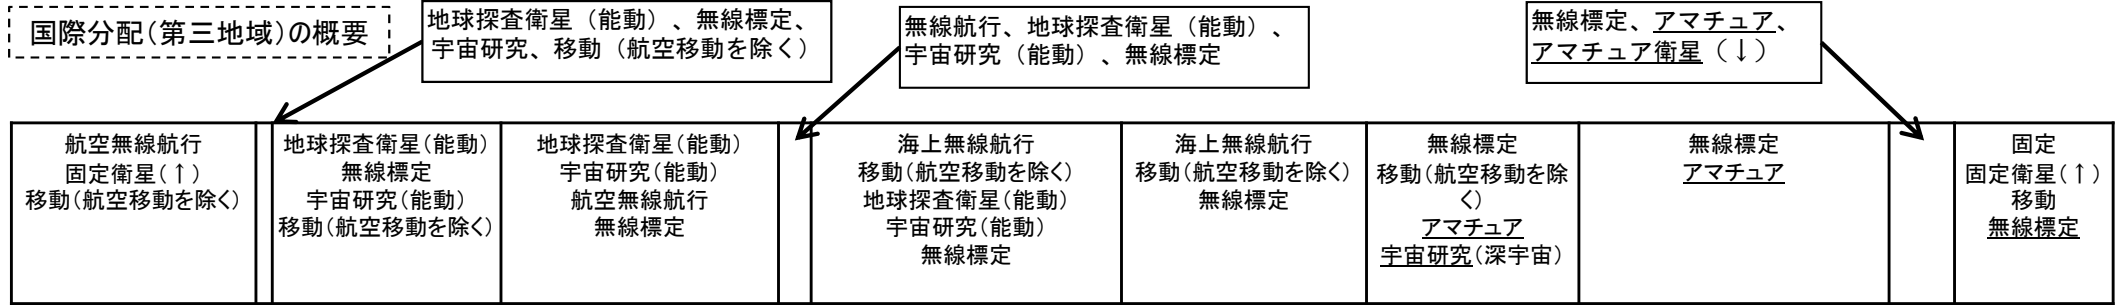 国際分配(第三地域)の概要
地球探査衛星（能動）、無線標定、
宇宙研究、移動（航空移動を除く）
無線航行、地球探査衛星（能動）、
宇宙研究（能動）、無線標定
無線標定、アマチュア、
アマチュア衛星（↓）
航空無線航行
固定衛星(↑)
移動(航空移動を除く)
地球探査衛星(能動)
無線標定
宇宙研究(能動)
移動(航空移動を除く)
地球探査衛星(能動)
宇宙研究(能動)
航空無線航行
無線標定
海上無線航行
移動(航空移動を除く)
地球探査衛星(能動)
宇宙研究(能動)
無線標定
海上無線航行
移動(航空移動を除く)
無線標定
無線標定
移動(航空移動を除
く)
アマチュア
宇宙研究(深宇宙)
無線標定
アマチュア
固定
固定衛星(↑)
移動
無線標定